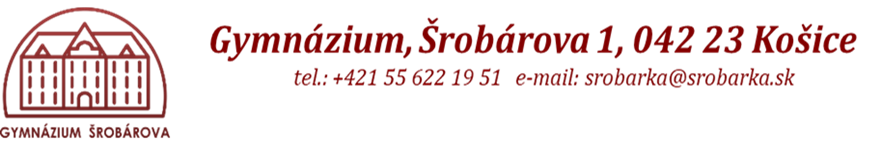 Gymnázium, Šrobárova 1, 042 23 Košice
tel.: +421 55 622 19 51 e-mail: srobarka@srobarka.sk
GYMNÁZIUM ŠROBÁROVA